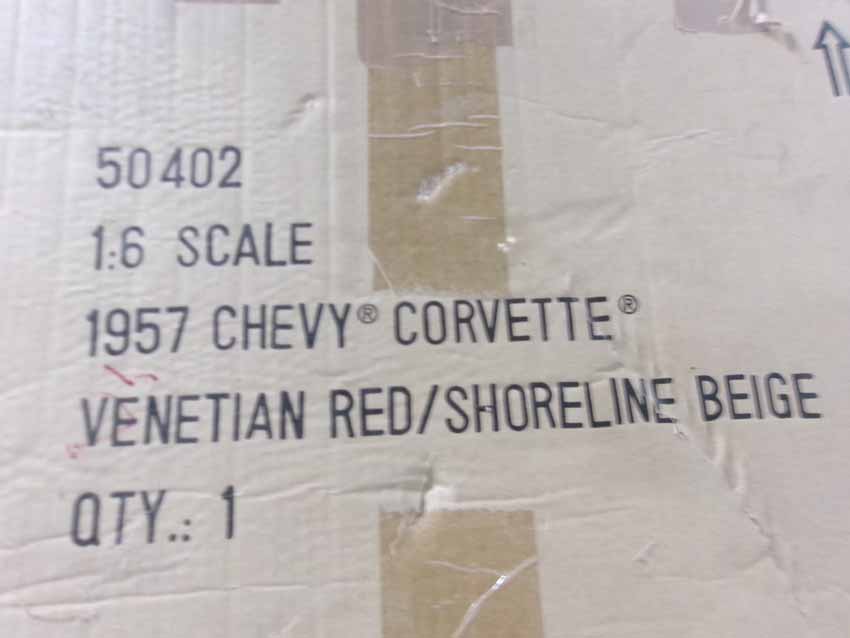 50402
1:6 SCALE
1957 CHEVY® CORVETTE®
VENETIAN RED/SHORELINE BEIGE
QTY.: 1